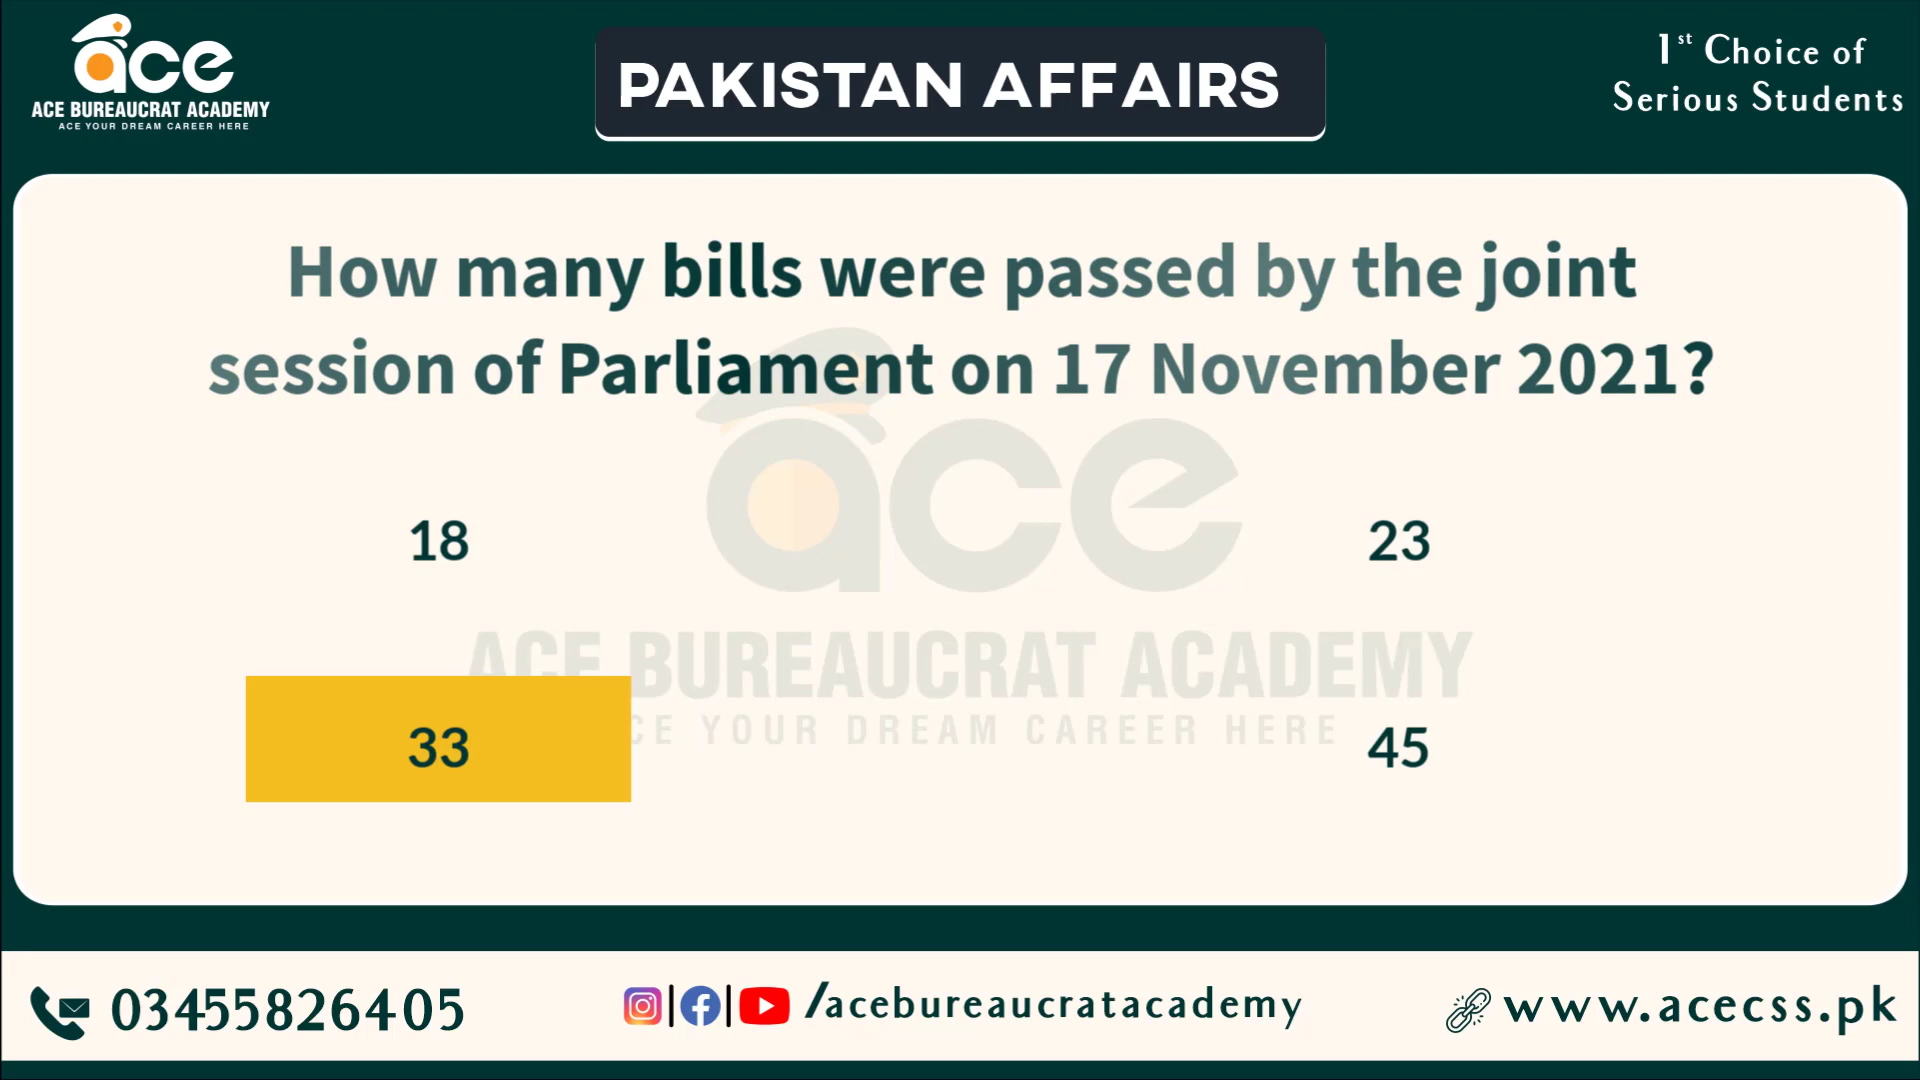 ace
ACE BUREAUCRAT ACADEMY
ACE YOUR DREAM CAREER HERE
PAKISTAN AFFAIRS
1st Choice of
Serious Students
How many bills were passed by the joint
session of Parliament on 17 November 2021?
ace
18
23
ACE BUREAUCRAT ACADEMY
CE YOUR DREAM CAREER HERE
33
45
03455826405
/acebureaucratacademy
www.acecss.pk